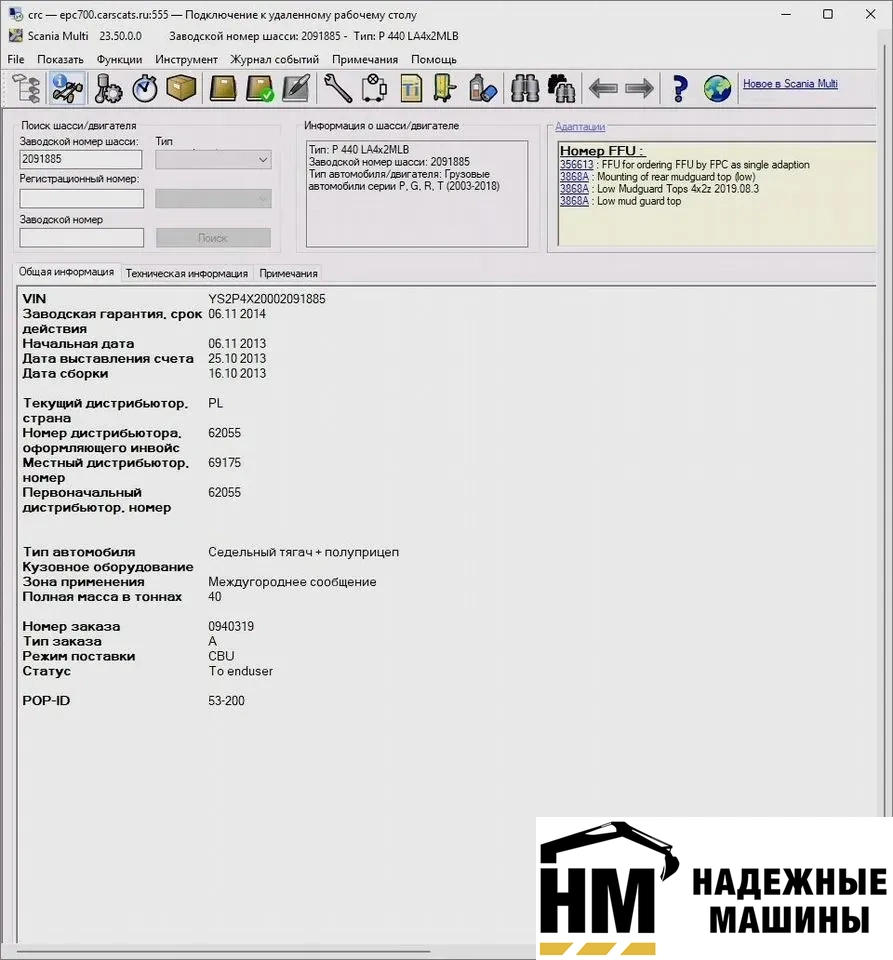 crc — epc700.carscats.ru:555 — Подключение к удаленному рабочему столу
Scania Multi 23.50.0.0 Заводской номер шасси: 2091885 - Тип: P 440 LA4x2MLB
File Показать Функции Инструмент Журнал событий Примечания Помощь
Ti
?
Новое в Scania Multi
Поиск шасси/двигателя
Заводской номер шасси: Тип
2091885
Регистрационный номер:
Заводской номер
Поиск
Информация о шасси/двигателе
Тип: P 440 LA4x2MLB
Заводской номер шасси: 2091885
Тип автомобиля/двигателя: Грузовые
автомобили серии P, G, R, T (2003-2018)
Адаптации
Номер FFU :
356613 : FFU for ordering FFU by FPC as single adaption
3868A : Mounting of rear mudguard top (low)
3868A : Low Mudguard Tops 4x2z 2019.08.3
3868A : Low mud guard top
Общая информация Техническая информация Примечания
VIN YS2P4X20002091885
Заводская гарантия, срок 06.11 2014
действия
Начальная дата 06.11 2013
Дата выставления счета 25.10 2013
Дата сборки 16.10 2013
Текущий дистрибьютор, PL
страна
Номер дистрибьютора, 62055
оформляющего инвойс
Местный дистрибьютор, 69175
номер
Первоначальный 62055
дистрибьютор, номер
Тип автомобиля Седельный тягач + полуприцеп
Кузовное оборудование
Зона применения Междугороднее сообщение
Полная масса в тоннах 40
Номер заказа 0940319
Тип заказа A
Режим поставки CBU
Статус To enduser
POP-ID 53-200
НМ
НАДЕЖНЫЕ
МАШИНЫ